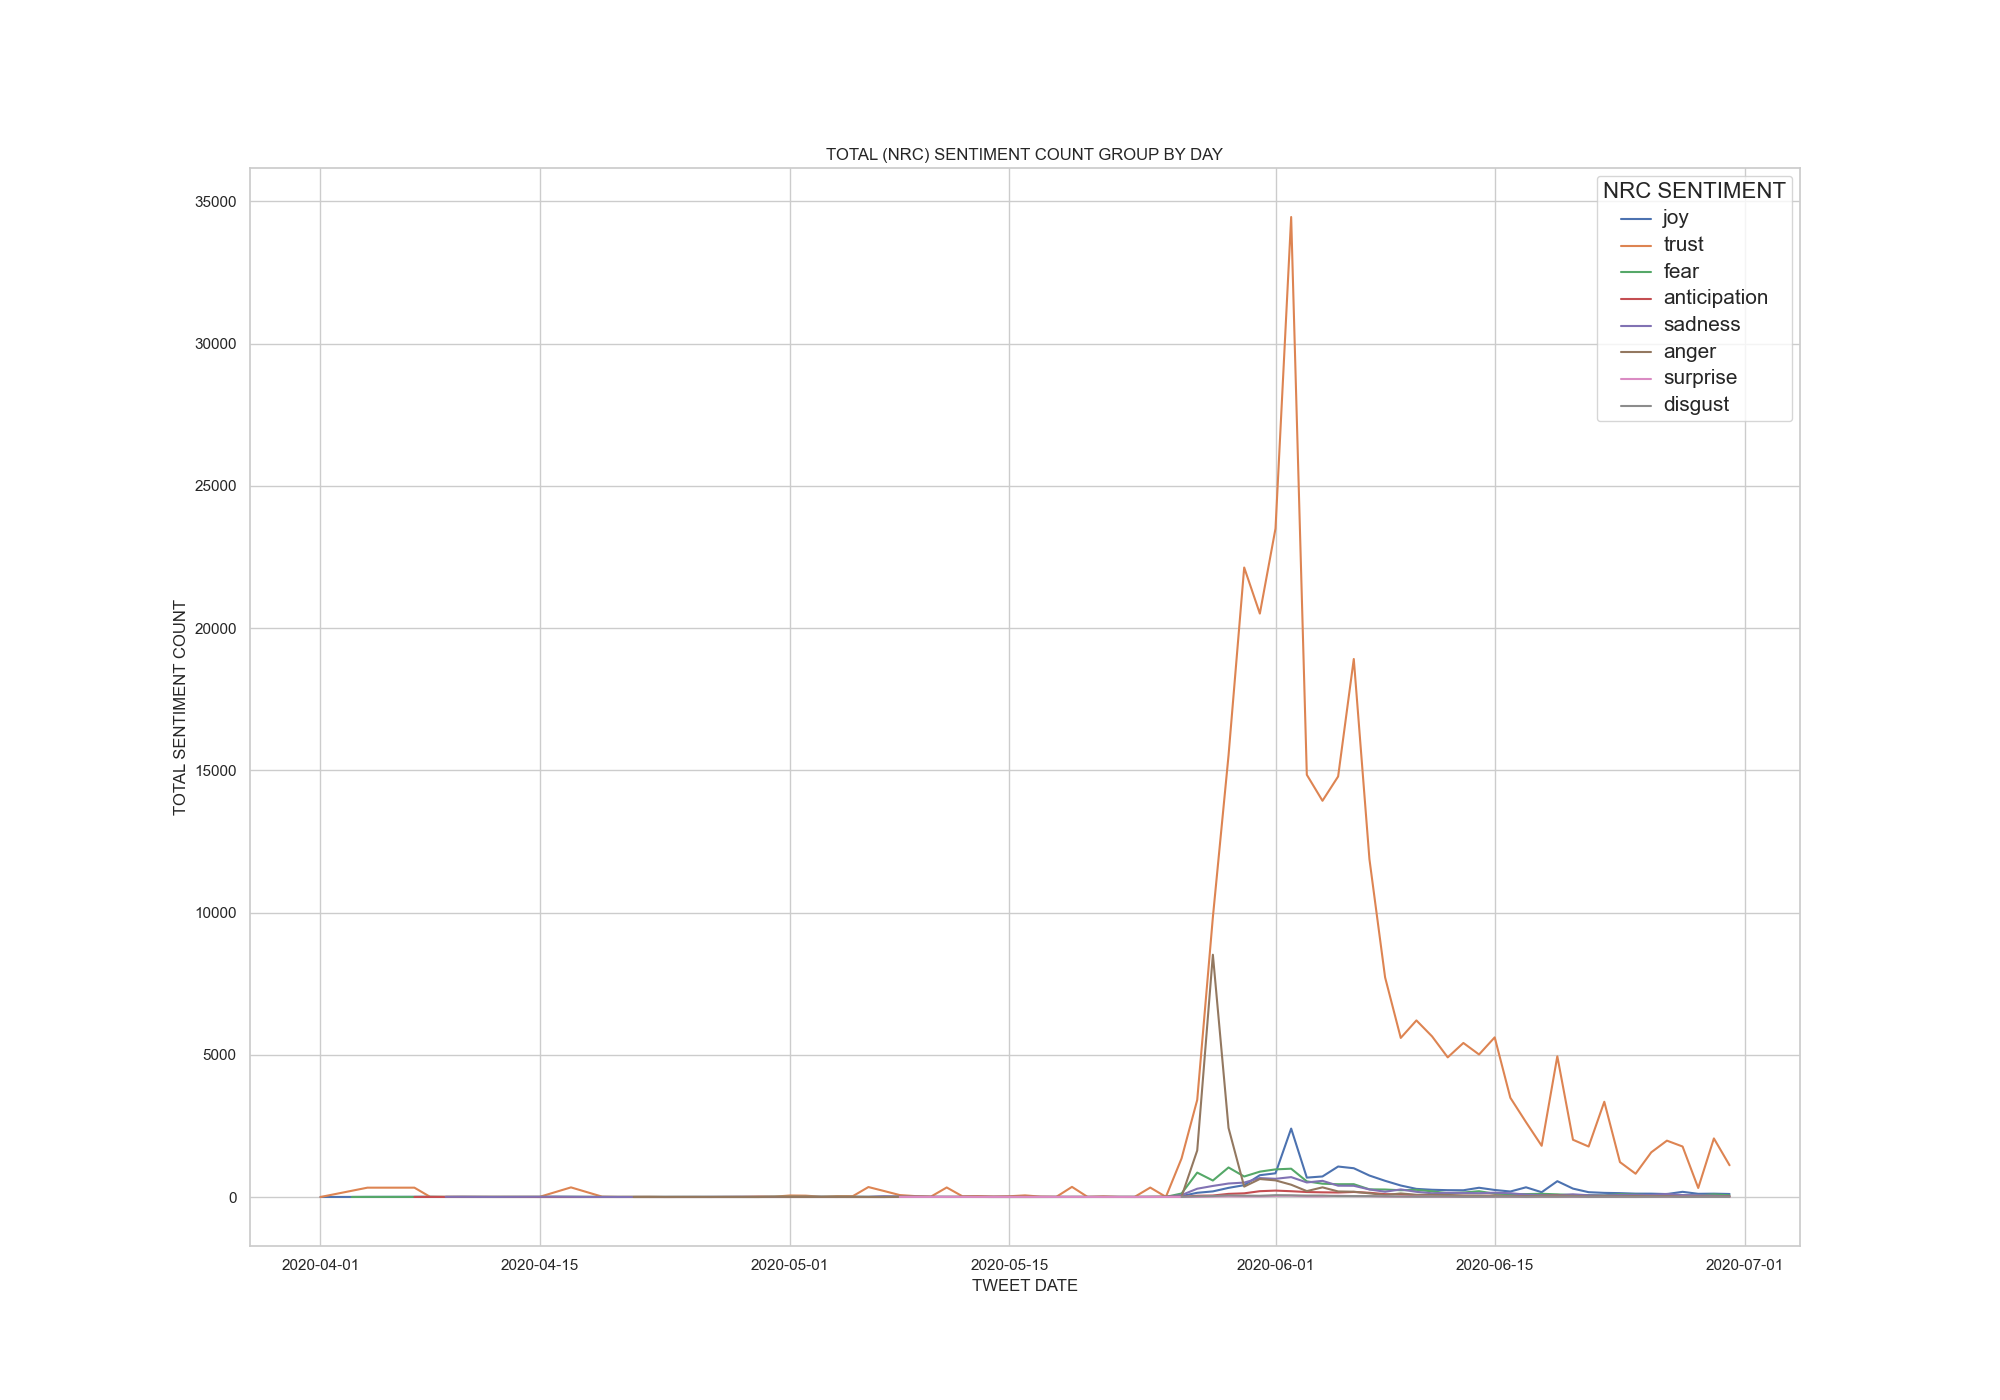 TOTAL (NRC) SENTIMENT COUNT GROUP BY DAY
NRC SENTIMENT
joy
trust
fear
anticipation
sadness
anger
surprise
disgust
TOTAL SENTIMENT COUNT
35000
30000
25000
20000
15000
10000
5000
0
2020-04-01 2020-04-15 2020-05-01 2020-05-15 2020-06-01 2020-06-15 2020-07-01
TWEET DATE